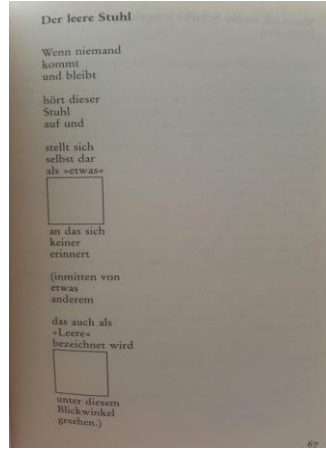 Der leere Stuhl
Wenn niemand
kommt
und bleibt
hört dieser
Stuhl
auf und
stellt sich
selbst dar
als »etwas«
an das sich
keiner
erinnert
(inmitten von
etwas
anderem
das auch als
»Leere«
bezeichnet wird
unter diesem
Blickwinkel
gesehen.)
67